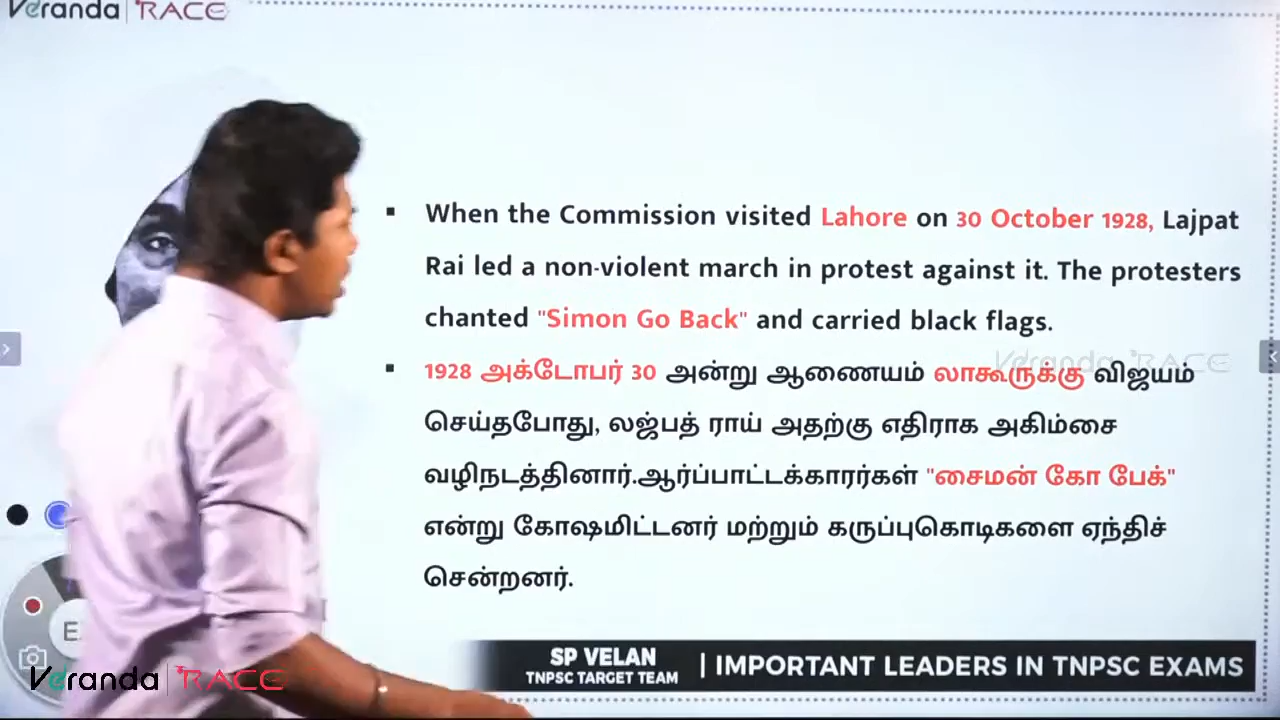 Veranda RACE
When the Commission visited Lahore on 30 October 1928, Lajpat
Rai led a non-violent march in protest against it. The protesters
chanted "Simon Go Back" and carried black flags.
Veranda RACE
1928 அக்டோபர் 30 அன்று ஆணையம் லாகூருக்கு விஜயம்
செய்தபோது, லஜ்பத் ராய் அதற்கு எதிராக அகிம்சை
வழிநடத்தினார்.ஆர்ப்பாட்டக்காரர்கள் "சைமன் கோ பேக்"
என்று கோஷமிட்டனர் மற்றும் கருப்புகொடிகளை ஏந்திச்
சென்றனர்.
E
Veranda RACE
SP VELAN
TNPSC TARGET TEAM
IMPORTANT LEADERS IN TNPSC EXAMS